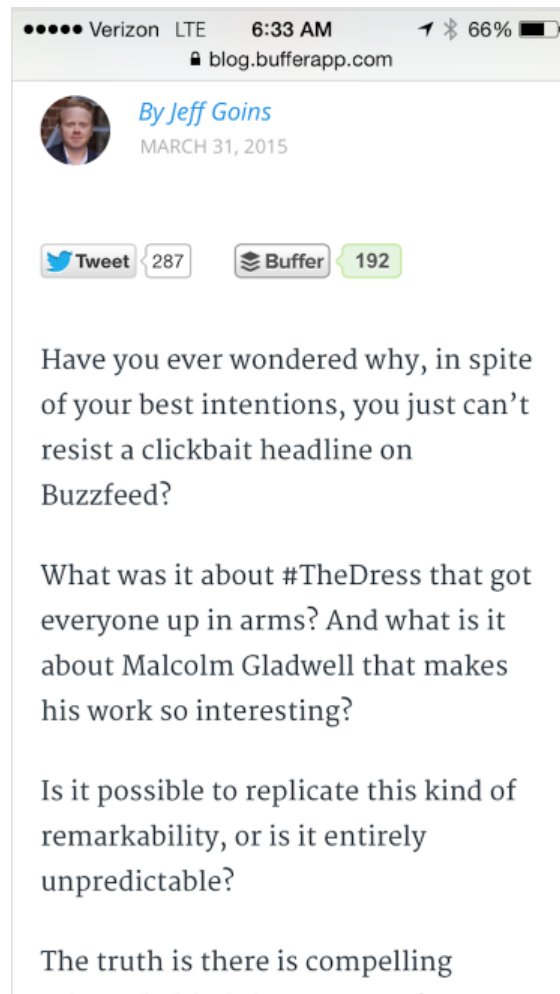 Verizon LTE 6:33 AM 66%
blog.bufferapp.com
By Jeff Goins
MARCH 31, 2015
Tweet 287 Buffer 192
Have you ever wondered why, in spite
of your best intentions, you just can’t
resist a clickbait headline on
Buzzfeed?
What was it about #TheDress that got
everyone up in arms? And what is it
about Malcolm Gladwell that makes
his work so interesting?
Is it possible to replicate this kind of
remarkability, or is it entirely
unpredictable?
The truth is there is compelling